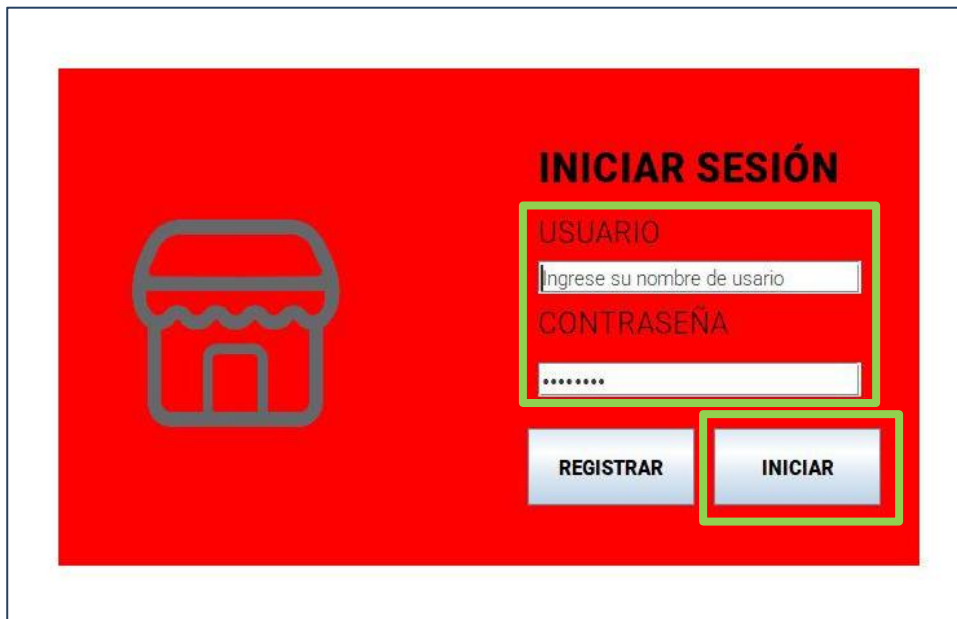 INICIAR SESIÓN
USUARIO
Ingrese su nombre de usario
CONTRASEÑA
••••••••
REGISTRAR INICIAR